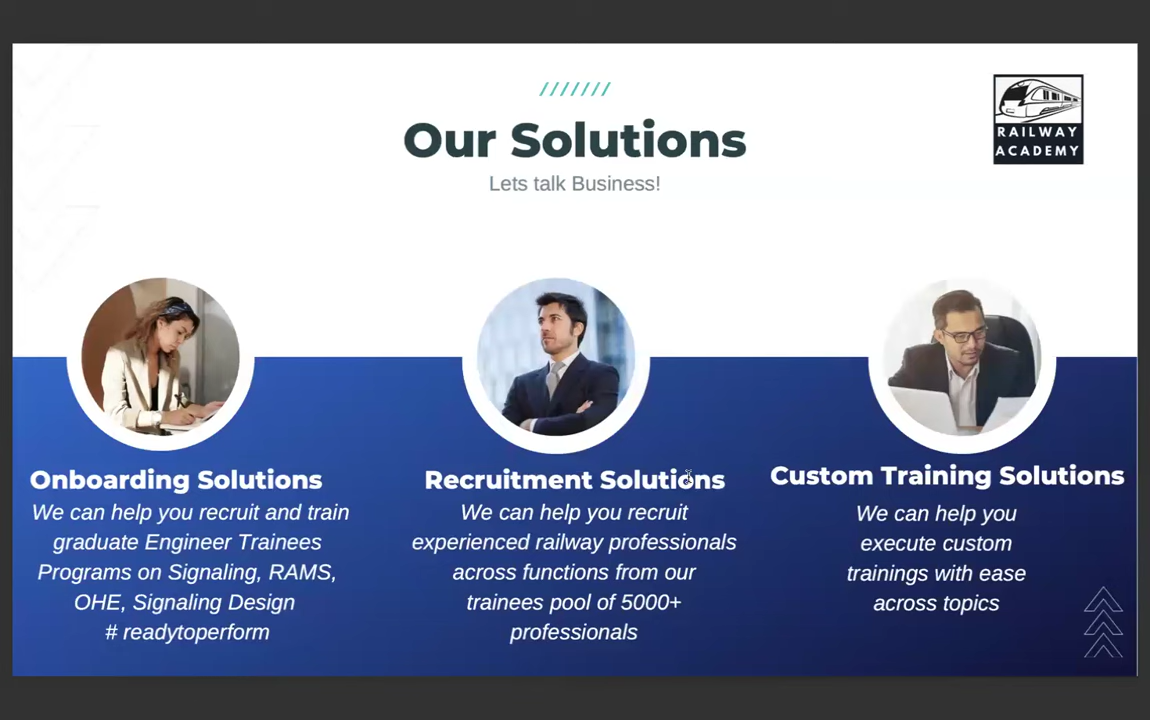 Our Solutions
Lets talk Business!
RAILWAY
ACADEMY
Onboarding Solutions
We can help you recruit and train
graduate Engineer Trainees
Programs on Signaling, RAMS,
OHE, Signaling Design
# readytoperform
Recruitment Solutions
We can help you recruit
experienced railway professionals
across functions from our
trainees pool of 5000+
professionals
Custom Training Solutions
We can help you
execute custom
trainings with ease
across topics